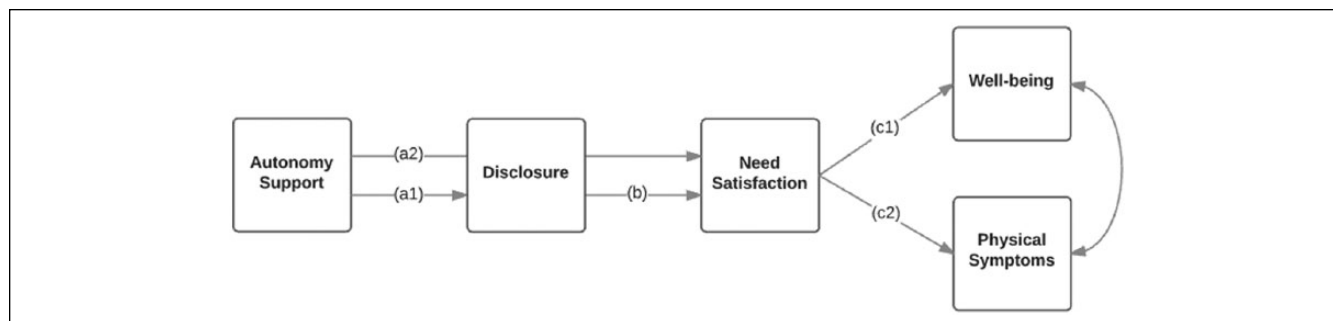 Autonomy
Support
(a2)
(a1)
Disclosure
(b)
Need
Satisfaction
(c1)
(c2)
Well-being
Physical
Symptoms